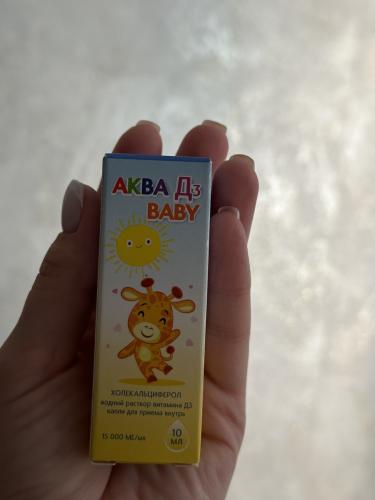 АКВА Д3
BABY
ХОЛЕКАЛЬЦИФЕРОЛ
водный раствор витамина Д3
капли для приема внутрь
15 000 МЕ/мл
10
МЛ